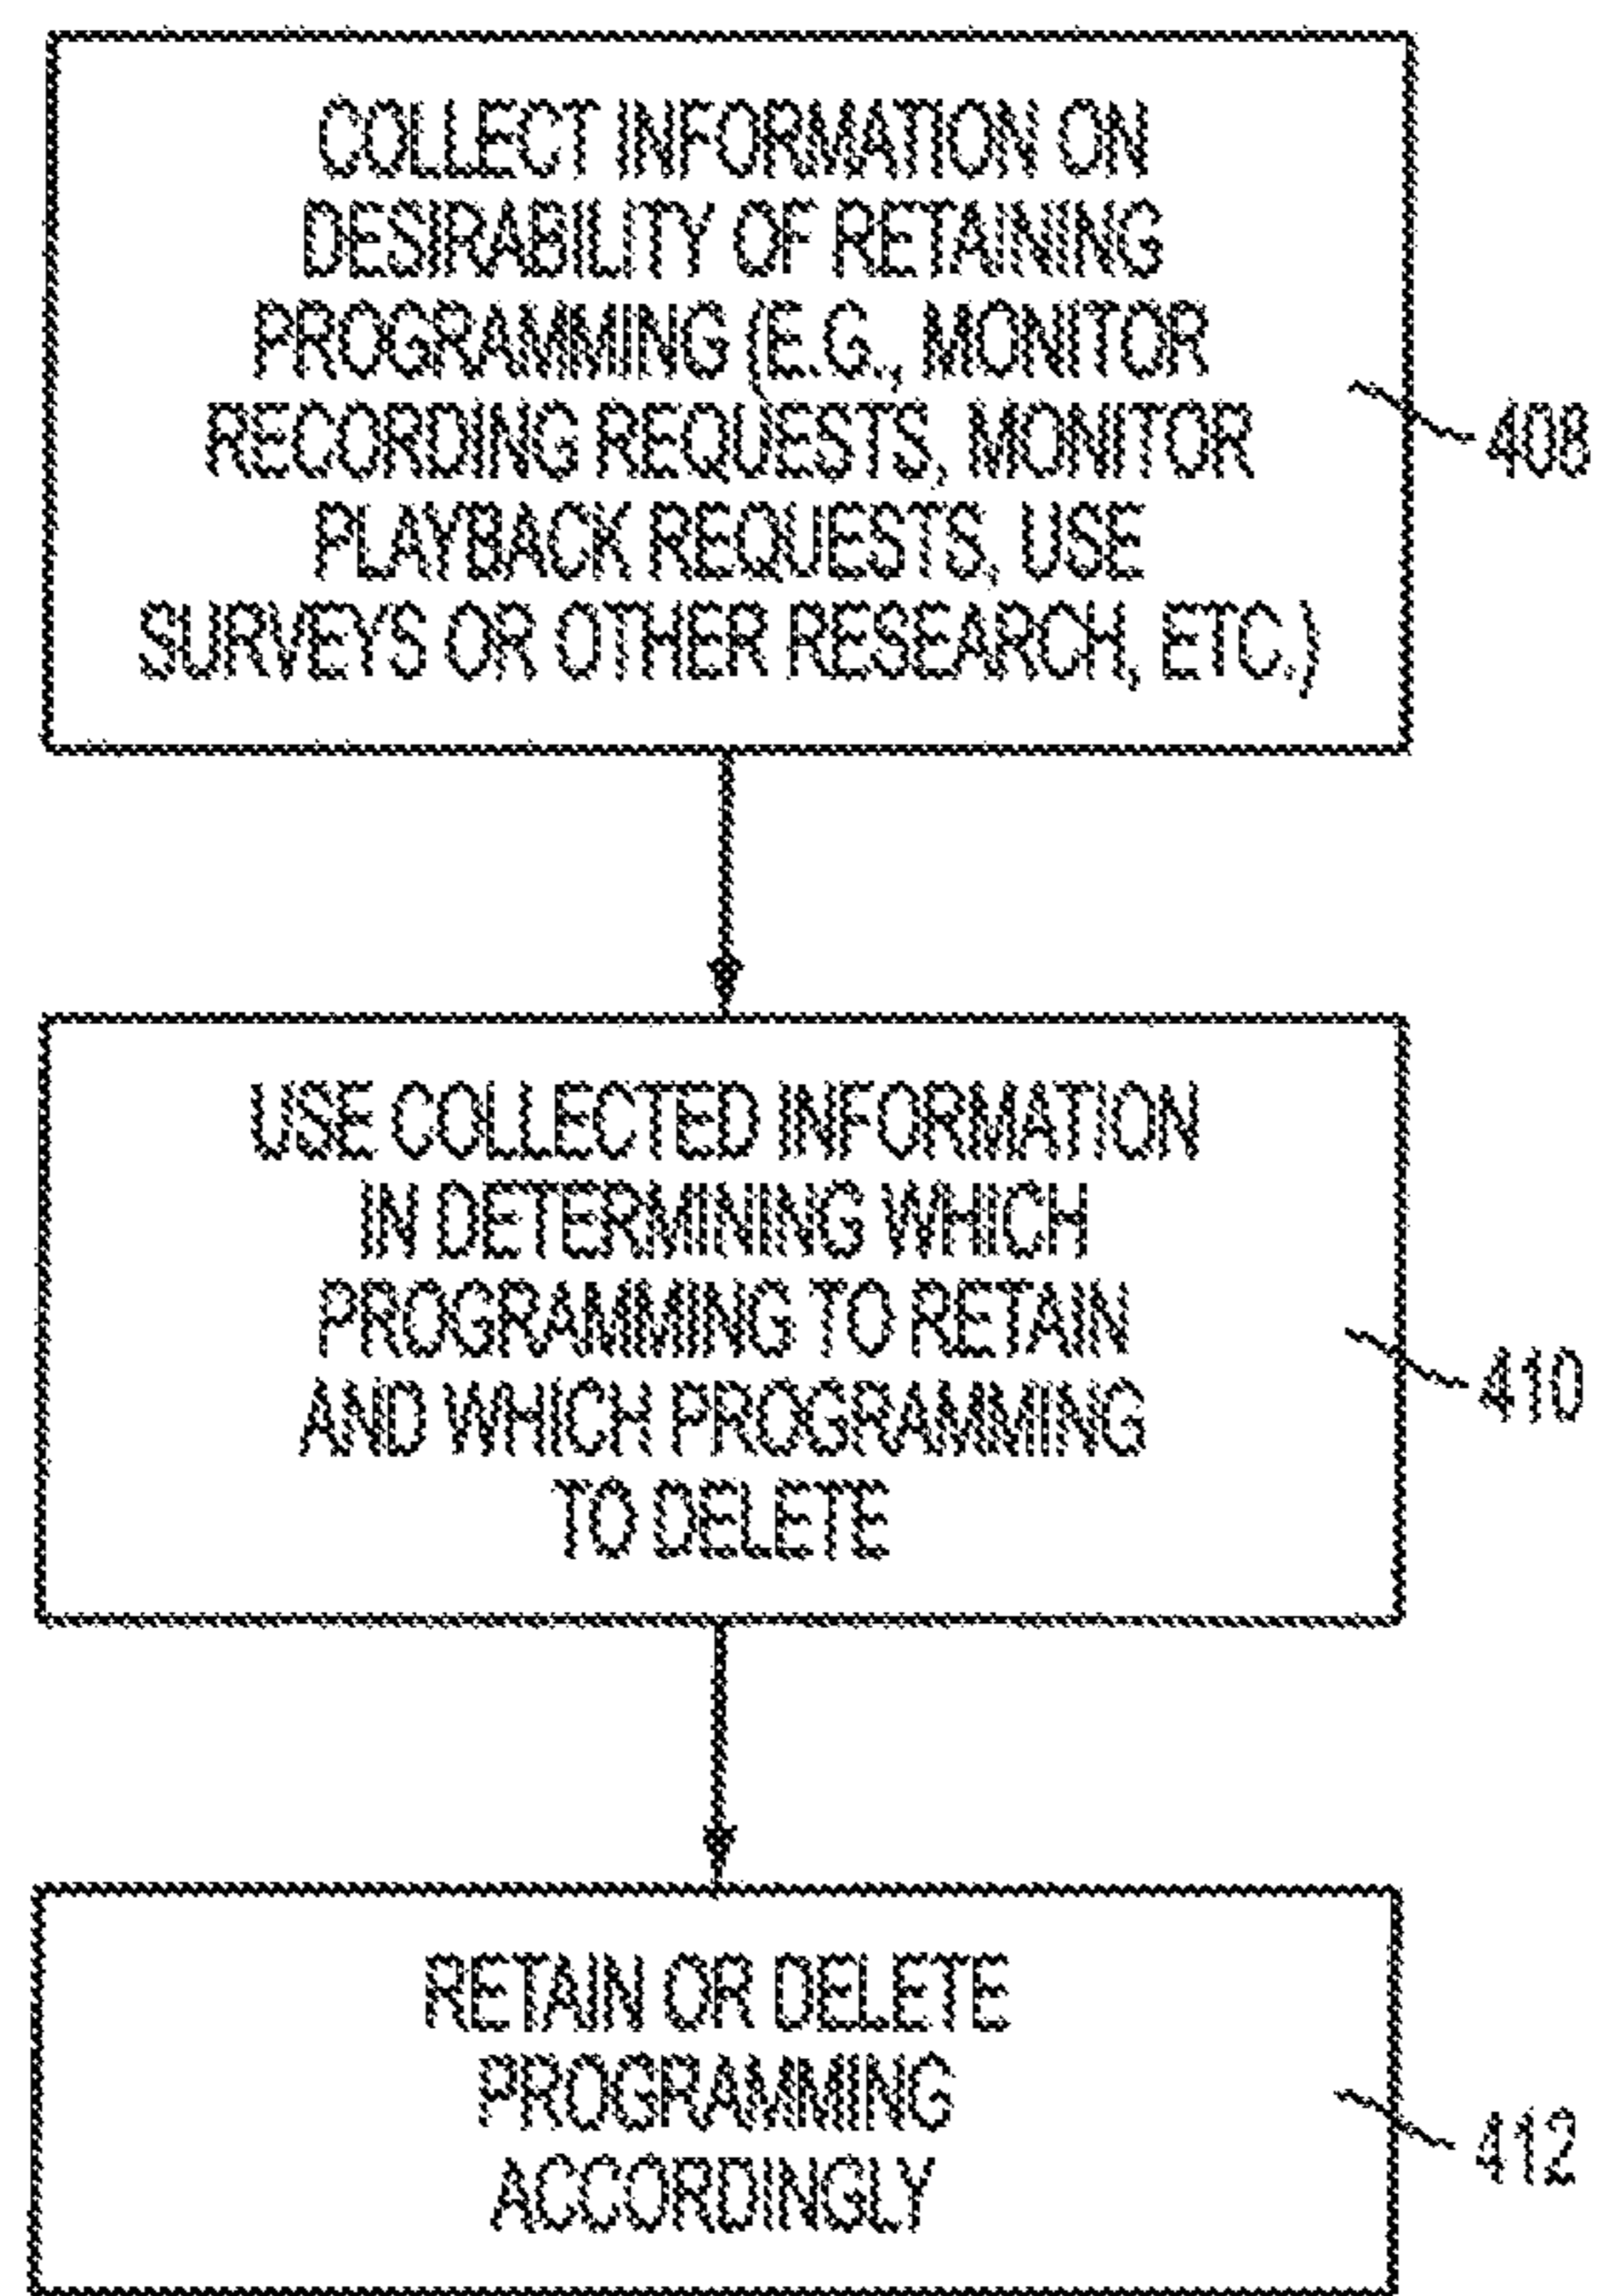 COLLECT INFORMATION ON
DESIRABILITY OF RETAINING
PROGRAMMING (E.G., MONITOR
RECORDING REQUESTS, MONITOR
PLAYBACK REQUESTS, USE
SURVEYS OR OTHER RESEARCH, ETC.)
408
USE COLLECTED INFORMATION
IN DETERMINING WHICH
PROGRAMMING TO RETAIN
AND WHICH PROGRAMMING
TO DELETE
410
RETAIN OR DELETE
PROGRAMMING
ACCORDINGLY
412